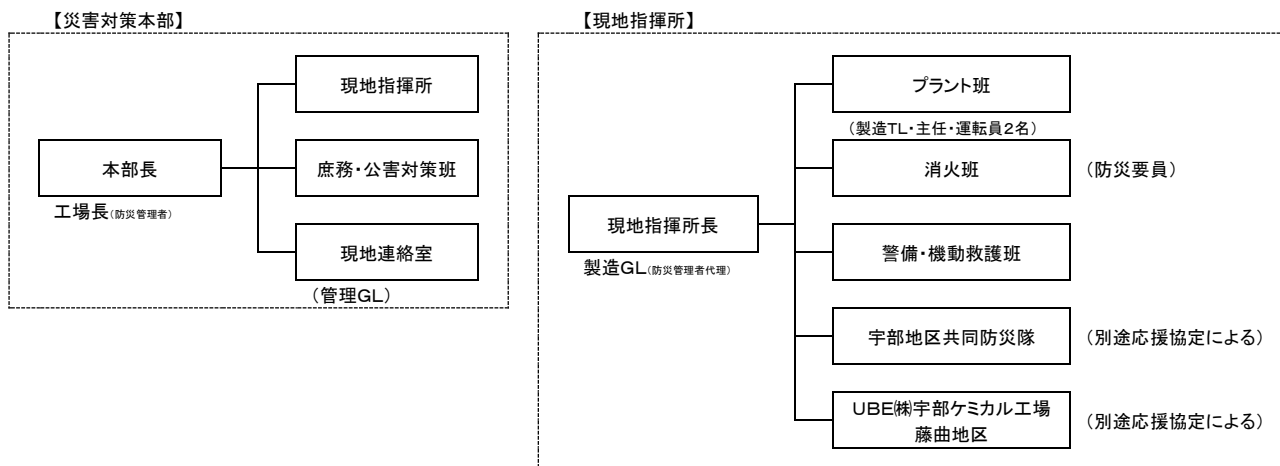 【災害対策本部】
現地指揮所
本部長
工場長(防災管理者)
庶務・公害対策班
現地連絡室
(管理GL)
【現地指揮所】
プラント班
(製造TL・主任・運転員2名)
消火班
(防災要員)
現地指揮所長
製造GL(防災管理者代理)
警備・機動救護班
宇部地区共同防災隊
(別途応援協定による)
UBE㈱宇部ケミカル工場
藤曲地区
(別途応援協定による)